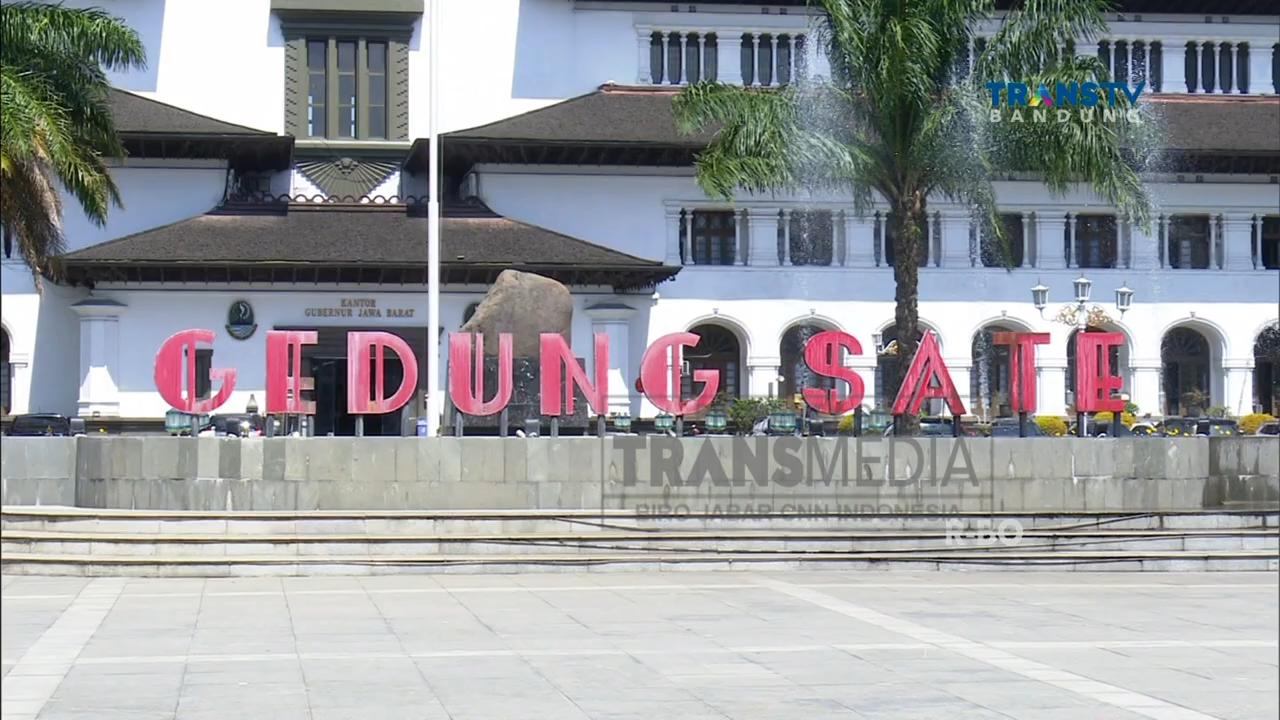 TRANSTV
BANDUNG
KANTOR
GUBERNUR JAWA BARAT
GEDUNG SATE
TRANSMEDIA
BIRO JABAR CNN INDONESIA
R-BO